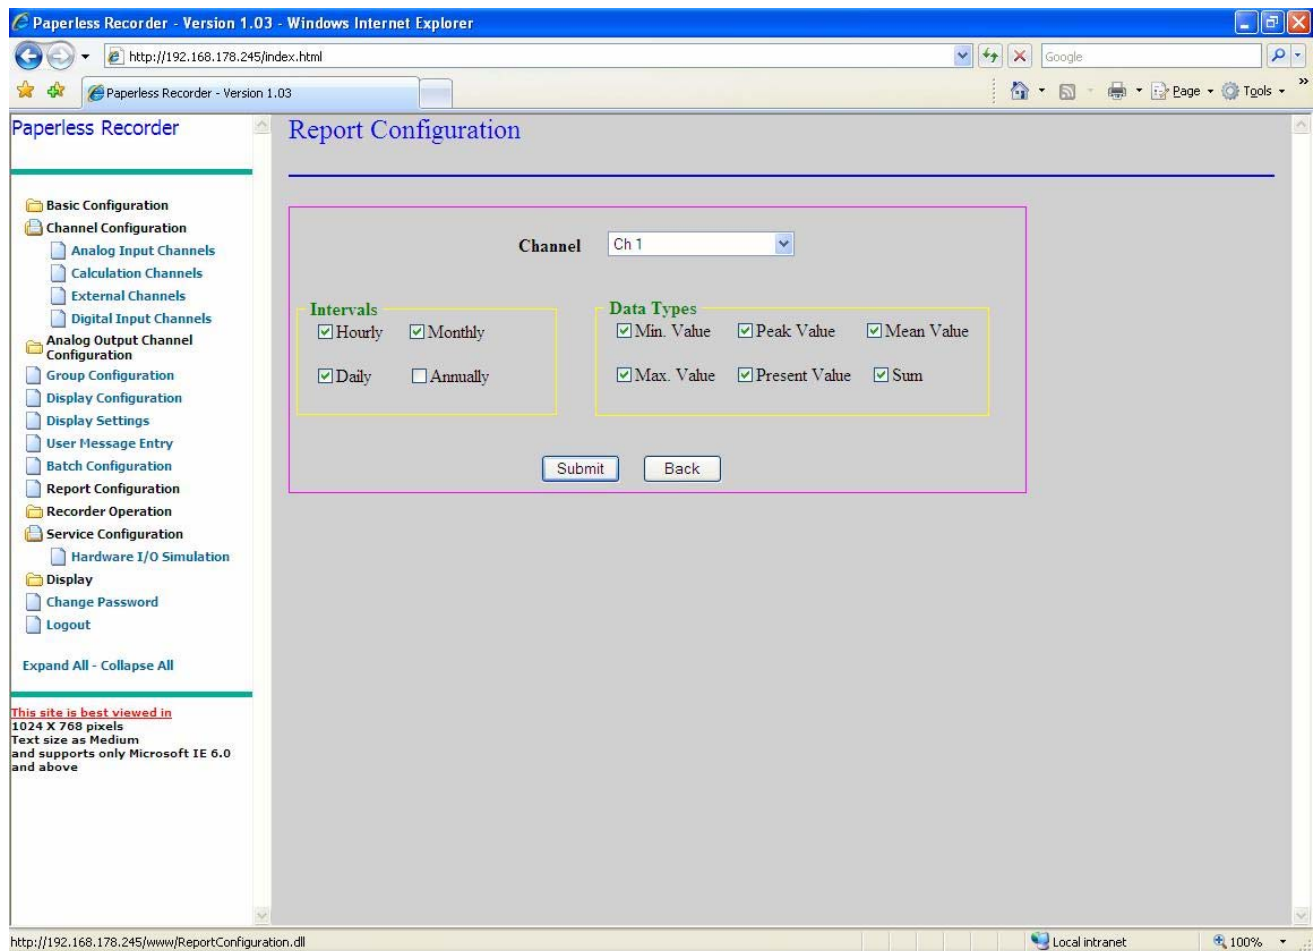 Paperless Recorder - Version 1.03 - Windows Internet Explorer
http://192.168.178.245/index.html
Google
Paperless Recorder - Version 1.03
Page
Tools
»
Paperless Recorder
Basic Configuration
Channel Configuration
Analog Input Channels
Calculation Channels
External Channels
Digital Input Channels
Analog Output Channel
Configuration
Group Configuration
Display Configuration
Display Settings
User Message Entry
Batch Configuration
Report Configuration
Recorder Operation
Service Configuration
Hardware I/O Simulation
Display
Change Password
Logout
Expand All - Collapse All
This site is best viewed in
1024 X 768 pixels
Text size as Medium
and supports only Microsoft IE 6.0
and above
Report Configuration
Channel Ch 1
Intervals
Hourly Monthly
Daily Annually
Data Types
Min. Value Peak Value Mean Value
Max. Value Present Value Sum
Submit Back
http://192.168.178.245/www/ReportConfiguration.dll
Local intranet
100%